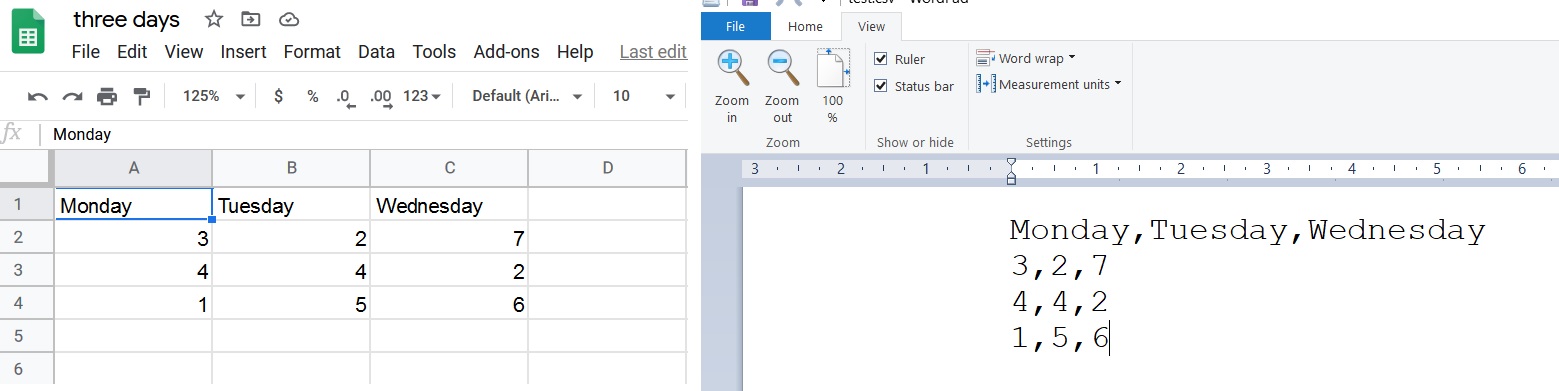 three days
File Edit View Insert Format Data Tools Add-ons Help Last edit
125% $ % .0 .00 123 Default (Ari... 10
fx Monday
A B C D
1 Monday Tuesday Wednesday
2 3 2 7
3 4 4 2
4 1 5 6
5
6
File Home View
Zoom in
Zoom out
100 %
Zoom
Ruler
Status bar
Show or hide
Word wrap
Measurement units
Settings
3 2 1 1 2 3 4 5 6
Monday,Tuesday,Wednesday
3,2,7
4,4,2
1,5,6